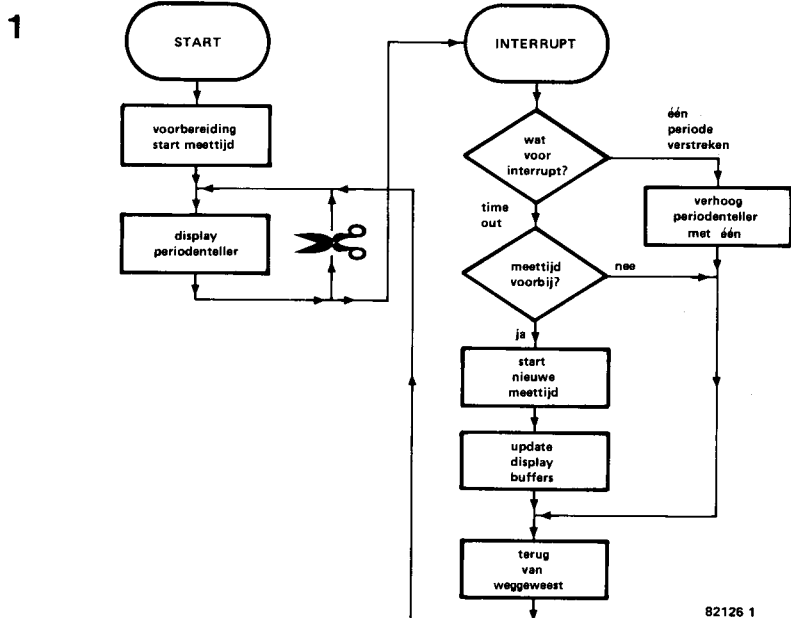 1
START
voorbereiding
start meettijd
display
periodenteller
INTERRUPT
wat
voor
interrupt?
één
periode
verstreken
verhoog
periodenteller
met één
time
out
meettijd
voorbij?
nee
ja
start
nieuwe
meettijd
update
display
buffers
terug
van
weggeweest
82126 1